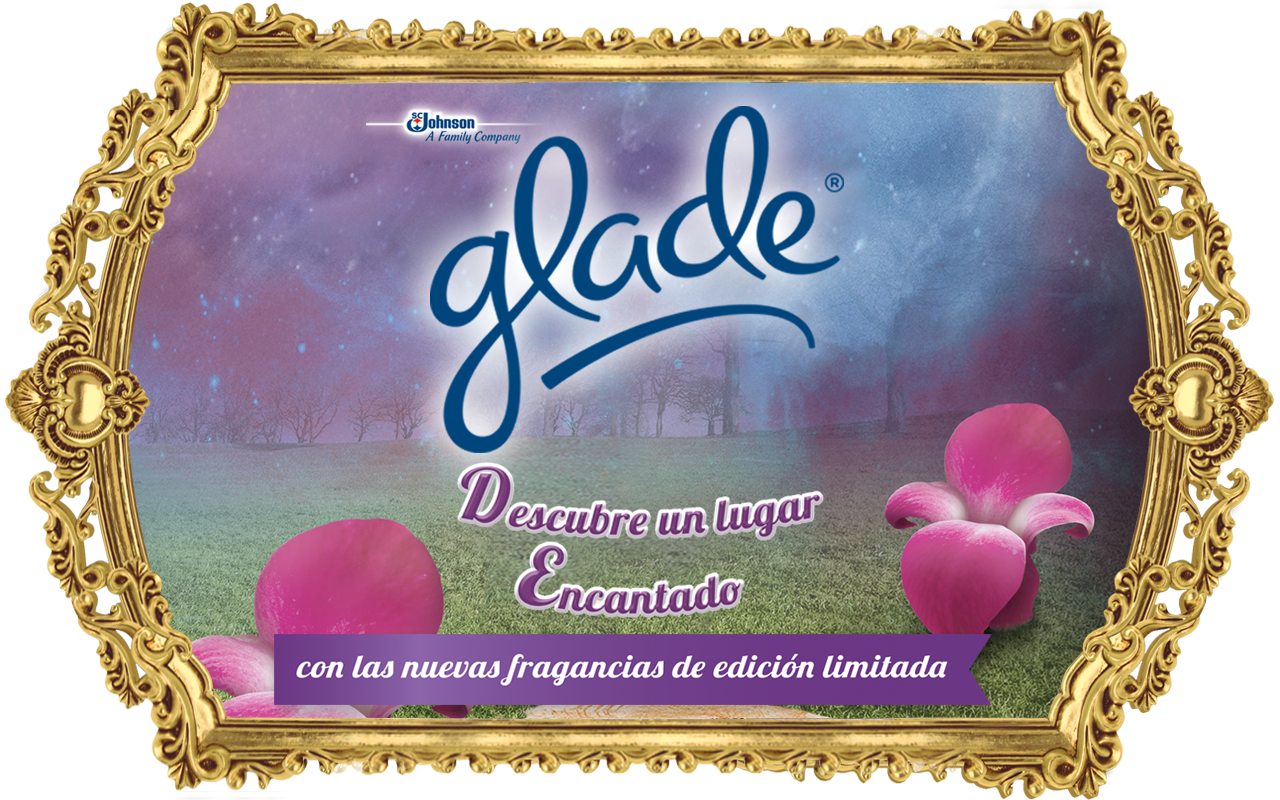 SC Johnson
A Family Company
glade®
Descubre un lugar
Encantado
con las nuevas fragancias de edición limitada